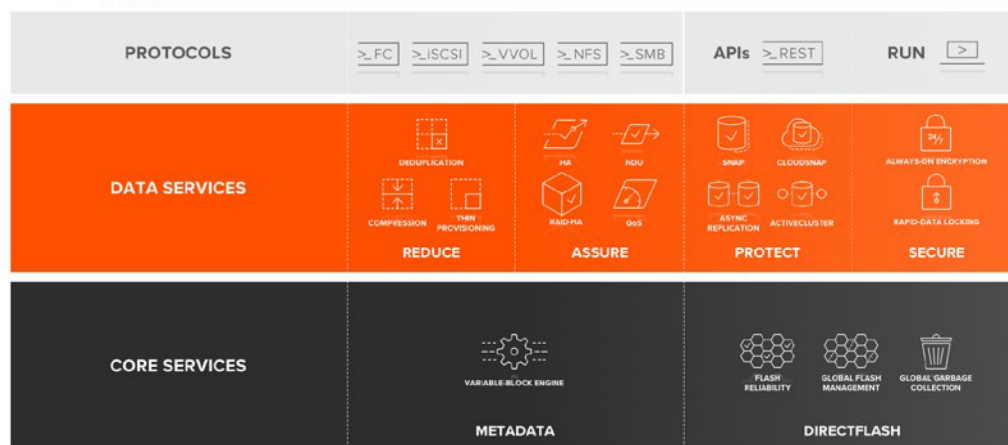 PROTOCOLS
>_FC >_iSCSI >_VVOL >_NFS >_SMB
APIs >_REST
RUN >
DATA SERVICES
DEDUPLICATION
COMPRESSION
THIN
PROVISIONING
REDUCE
HA
NDU
RAID-HA
QoS
ASSURE
SNAP
CLOUDSNAP
ASYNC
REPLICATION
ACTIVECLUSTER
PROTECT
24/7
ALWAYS-ON ENCRYPTION
RAPID-DATA LOCKING
SECURE
CORE SERVICES
VARIABLE-BLOCK ENGINE
METADATA
FLASH
RELIABILITY
GLOBAL FLASH
MANAGEMENT
GLOBAL GARBAGE
COLLECTION
DIRECTFLASH